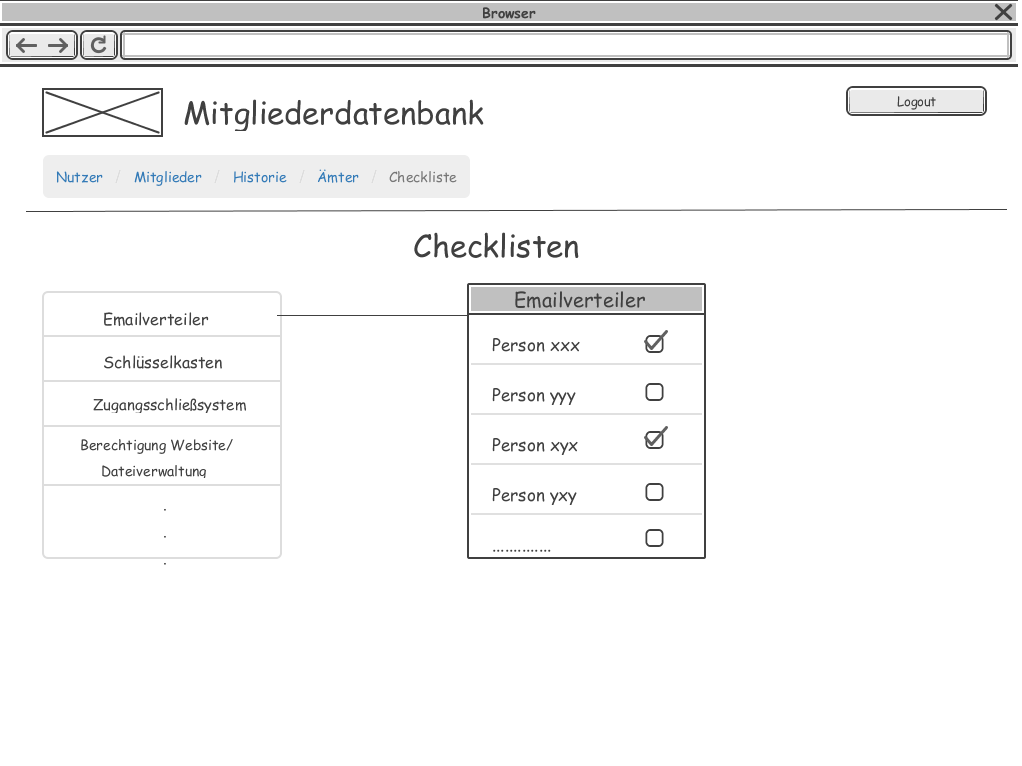 Browser
Mitgliederdatenbank
Logout
Nutzer / Mitglieder / Historie / Ämter / Checkliste
Checklisten
Emailverteiler
Schlüsselkasten
Zugangsschließsystem
Berechtigung Website/
Dateiverwaltung
.
.
.
Emailverteiler
Person xxx
Person yyy
Person xyx
Person yxy
..............